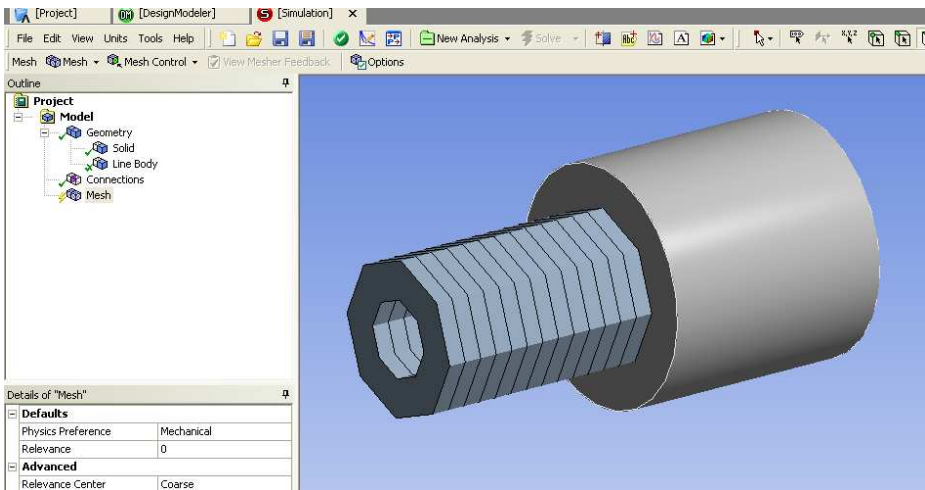 [Project] [DesignModeler] [Simulation]
File Edit View Units Tools Help New Analysis Solve
Mesh Mesh Mesh Control View Mesher Feedback Options
Outline
Project
Model
Geometry
Solid
Line Body
Connections
Mesh
Details of "Mesh"
Defaults
Physics Preference Mechanical
Relevance 0
Advanced
Relevance Center Coarse